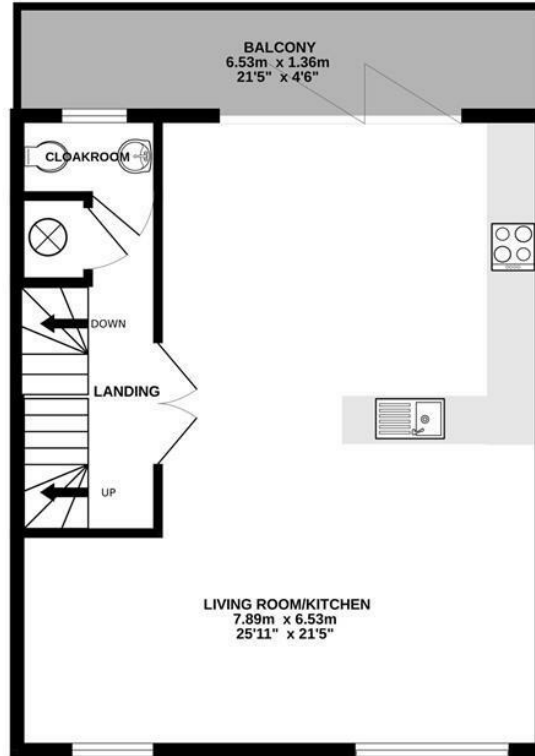 BALCONY
6.53m x 1.36m
21'5" x 4'6"
CLOAKROOM
DOWN
LANDING
UP
LIVING ROOM/KITCHEN
7.89m x 6.53m
25'11" x 21'5"